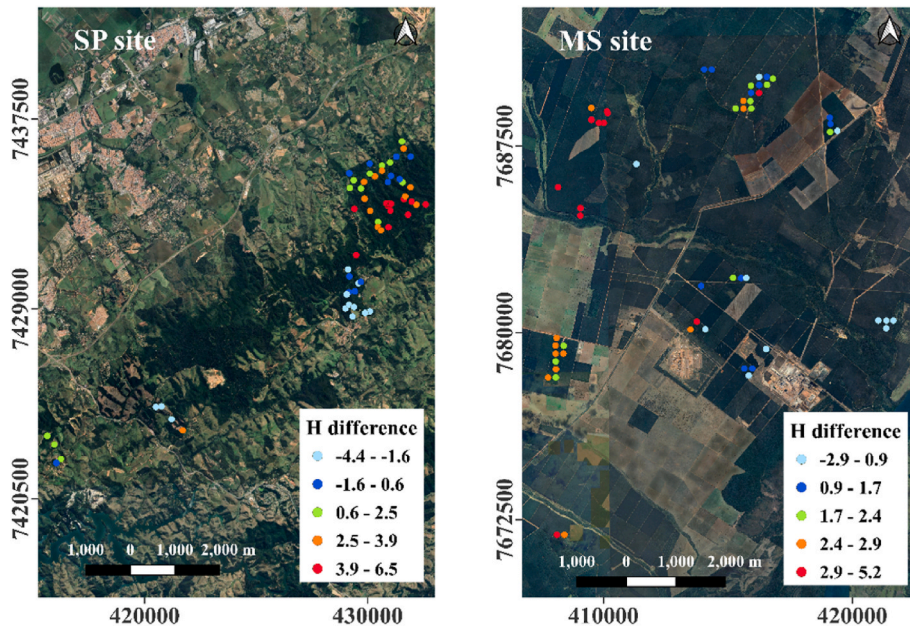 SP site
7437500
7429000
7420500
H difference
-4.4 - -1.6
-1.6 - 0.6
0.6 - 2.5
2.5 - 3.9
3.9 - 6.5
1,000 0 1,000 2,000 m
420000 430000
MS site
7687500
7680000
7672500
H difference
-2.9 - 0.9
0.9 - 1.7
1.7 - 2.4
2.4 - 2.9
2.9 - 5.2
1,000 0 1,000 2,000 m
410000 420000